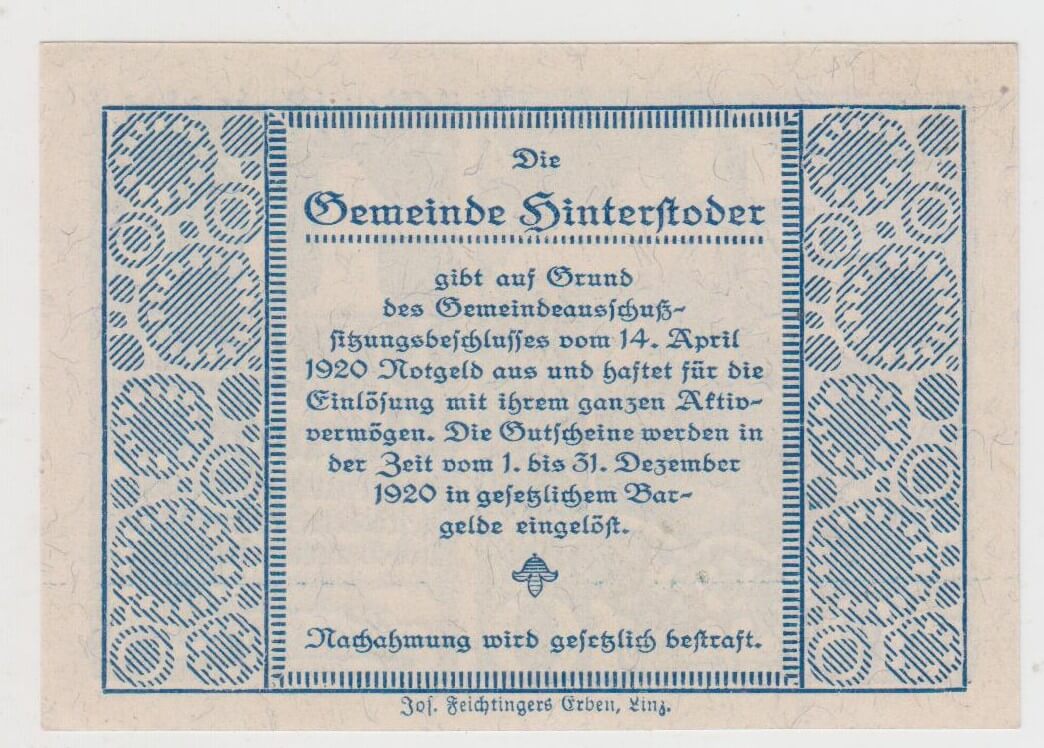 Die
Gemeinde Hinterstoder
gibt auf Grund
des Gemeindeausschuß-
sitzungsbeschlusses vom 14. April
1920 Notgeld aus und haftet für die
Einlösung mit ihrem ganzen Aktiv-
vermögen. Die Gutscheine werden in
der Zeit vom 1. bis 31. Dezember
1920 in gesetzlichem Bar-
gelde eingelöst.
Nachahmung wird gesetzlich bestraft.
Jos. Feichtingers Erben, Linz.